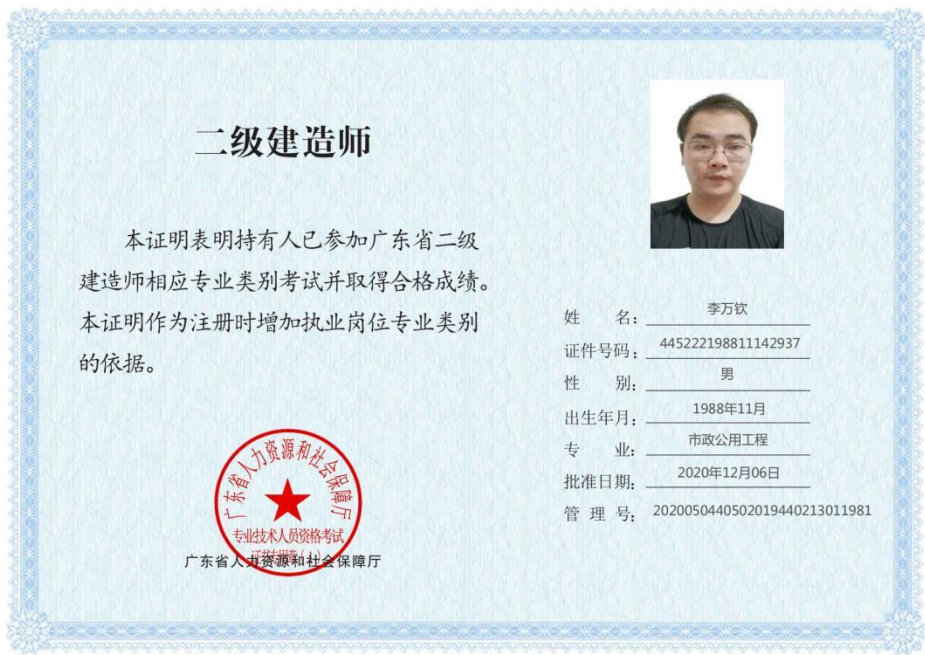 二级建造师
本证明表明持有人已参加广东省二级
建造师相应专业类别考试并取得合格成绩。
本证明作为注册时增加执业岗位专业类别
的依据。
广东省人力资源和社会保障厅
专业技术人员资格考试
证书专用章(1)
广东省人力资源和社会保障厅
姓 名: 李万钦
证件号码: 445222198811142937
性 别: 男
出生年月: 1988年11月
专 业: 市政公用工程
批准日期: 2020年12月06日
管 理 号: 2020050440502019440213011981